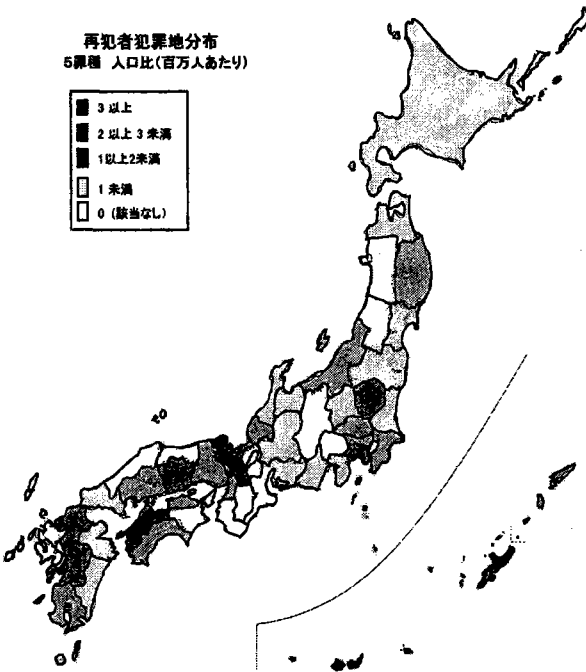 再犯者犯罪地分布
5罪種 人口比(百万人あたり)
3 以上
2 以上 3 未満
1以上2未満
1 未満
0 (該当なし)